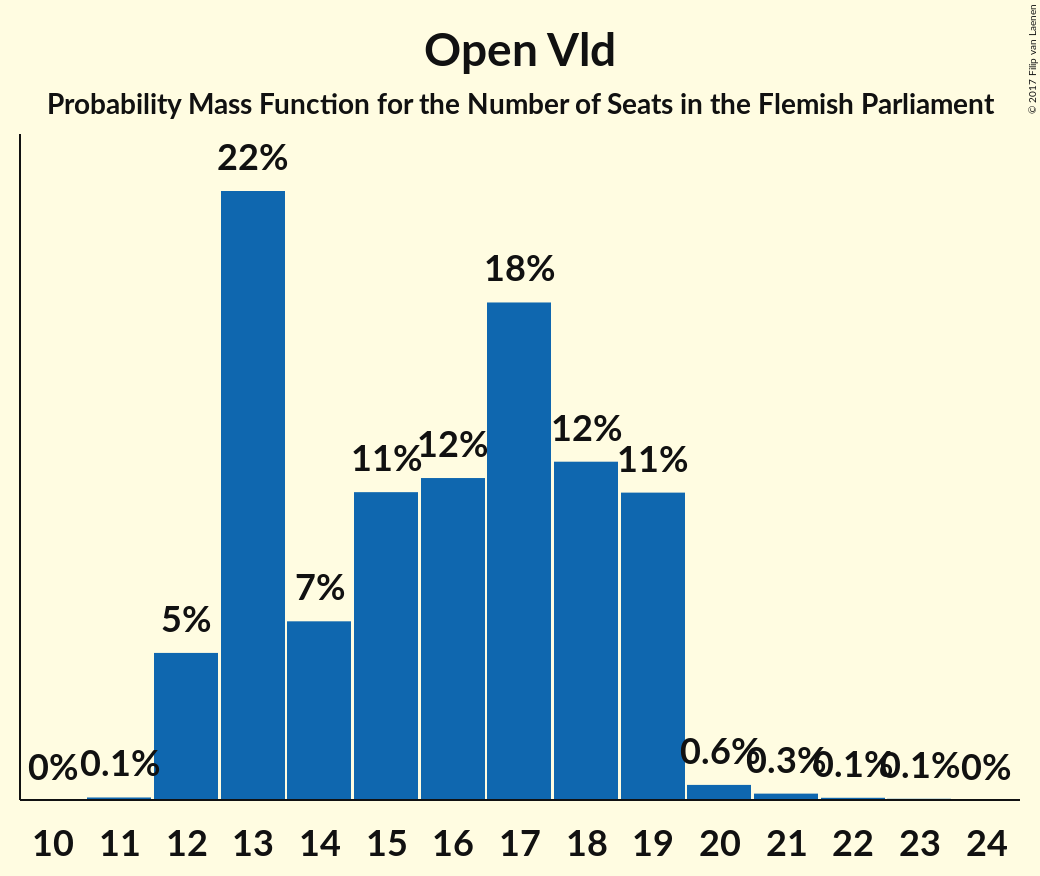 Open Vld
Probability Mass Function for the Number of Seats in the Flemish Parliament
© 2017 Filip van Laenen
0% 0.1% 5% 22% 7% 11% 12% 18% 12% 11% 0.6% 0.3% 0.1% 0.1% 0%
10 11 12 13 14 15 16 17 18 19 20 21 22 23 24